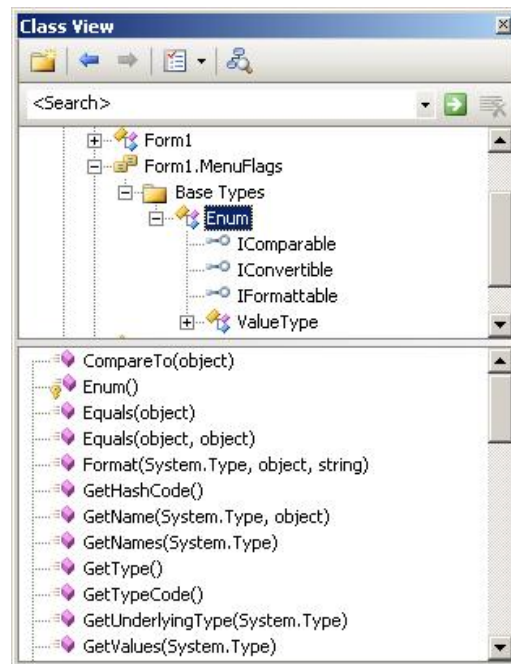 Class View
<Search>
Form1
Form1.MenuFlags
Base Types
Enum
IComparable
IConvertible
IFormattable
ValueType
CompareTo(object)
Enum()
Equals(object)
Equals(object, object)
Format(System.Type, object, string)
GetHashCode()
GetName(System.Type, object)
GetNames(System.Type)
GetType()
GetTypeCode()
GetUnderlyingType(System.Type)
GetValues(System.Type)